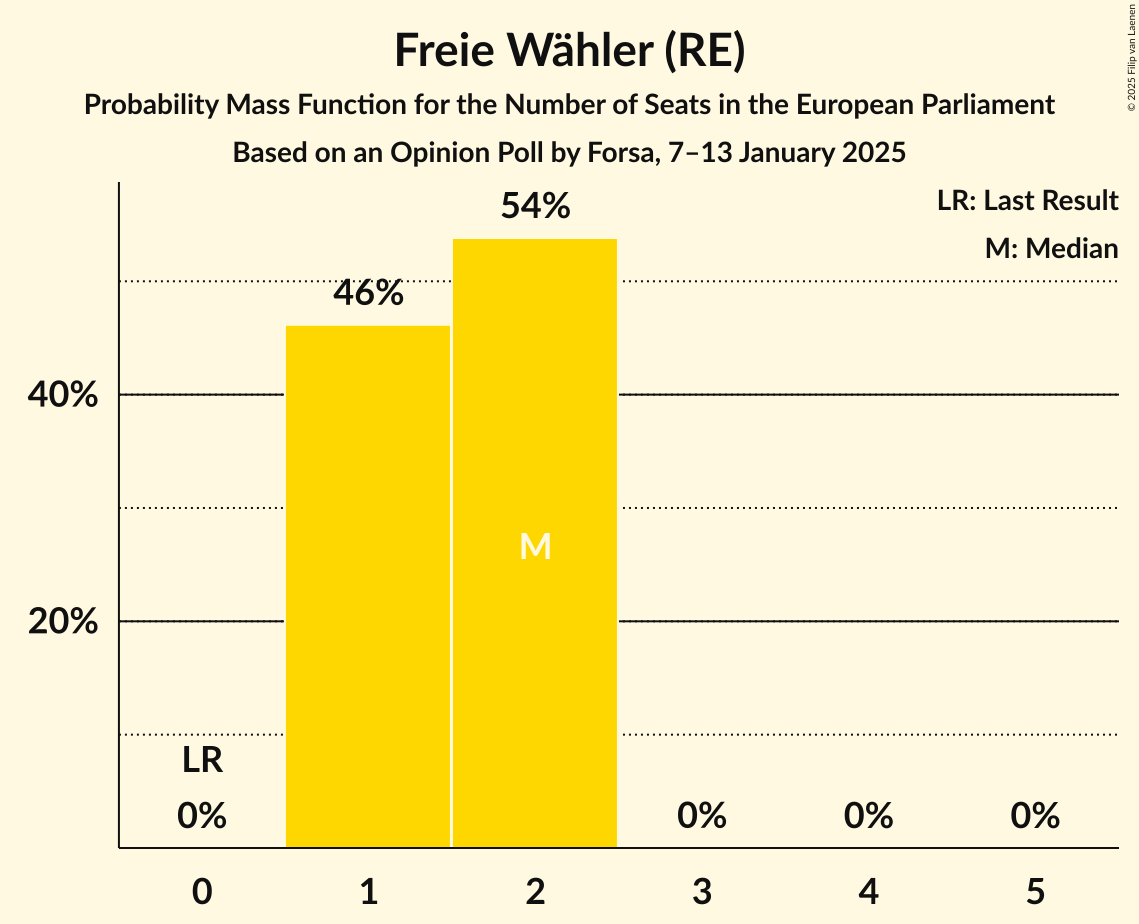 Freie Wähler (RE)
Probability Mass Function for the Number of Seats in the European Parliament
Based on an Opinion Poll by Forsa, 7–13 January 2025
© 2025 Filip van Laenen
LR: Last Result
M: Median
54%
46%
40%
M
20%
LR
0%
0%
0%
0%
0
1
2
3
4
5